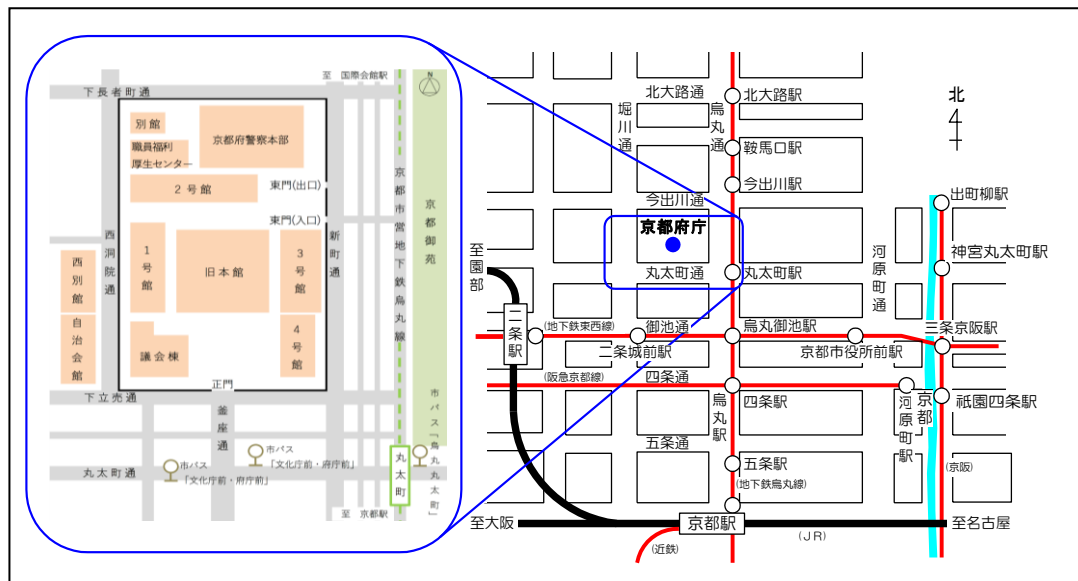 至 国際会館駅
N
下長者町通
別館
職員福利
厚生センター
京都府警察本部
2号館
東門(出口)
東門(入口)
西洞院通
1号館
旧本館
3号館
新町通
京都市営地下鉄烏丸線
京都御苑
西別館
自治会館
議会棟
4号館
正門
下立売通
釜座通
市バス
「文化庁前・府庁前」
市バス
「文化庁前・府庁前」
丸太町通
丸太町
市バス「烏丸丸太町」
至 京都駅
北大路通
北大路駅
堀川通
烏丸通
北
鞍馬口駅
今出川駅
今出川通
出町柳駅
京都府庁
至園部
丸太町通
丸太町駅
河原町通
神宮丸太町駅
二条駅
(地下鉄東西線)
御池通
烏丸御池駅
三条京阪駅
二条城前駅
京都市役所前駅
(阪急京都線)
四条通
烏丸駅
四条駅
京都
河原町駅
祇園四条駅
五条通
五条駅
(京阪)
(地下鉄烏丸線)
至大阪
京都駅
至名古屋
(JR)
(近鉄)